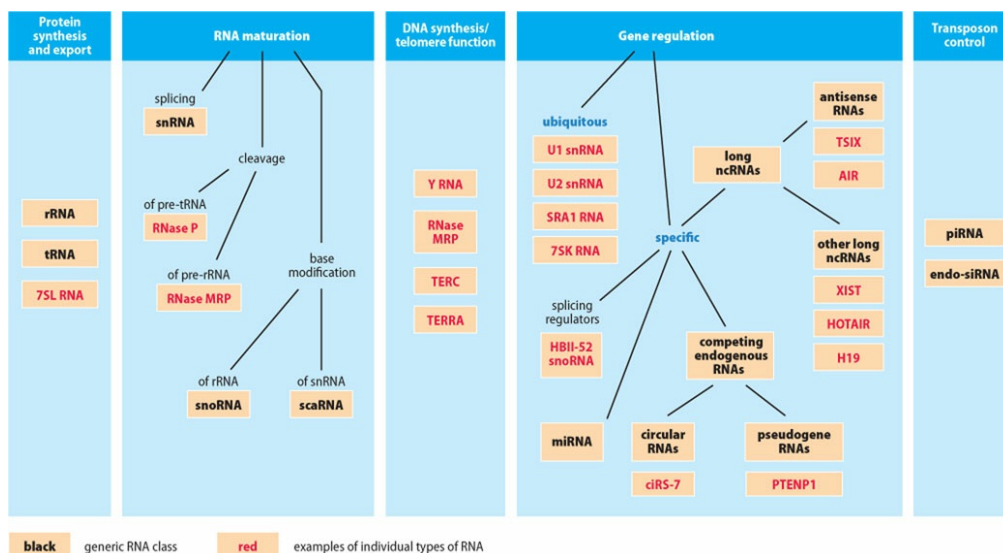 Protein
synthesis
and export
RNA maturation
DNA synthesis/
telomere function
Gene regulation
Transposon
control
rRNA
tRNA
7SL RNA
splicing
snRNA
cleavage
of pre-tRNA
RNase P
of pre-rRNA
RNase MRP
base
modification
of rRNA
snoRNA
of snRNA
scaRNA
Y RNA
RNase
MRP
TERC
TERRA
ubiquitous
U1 snRNA
U2 snRNA
SRA1 RNA
7SK RNA
specific
splicing
regulators
HBII-52
snoRNA
miRNA
long
ncRNAs
antisense
RNAs
TSIX
AIR
other long
ncRNAs
XIST
HOTAIR
H19
competing
endogenous
RNAs
circular
RNAs
ciRS-7
pseudogene
RNAs
PTENP1
piRNA
endo-siRNA
black generic RNA class red examples of individual types of RNA